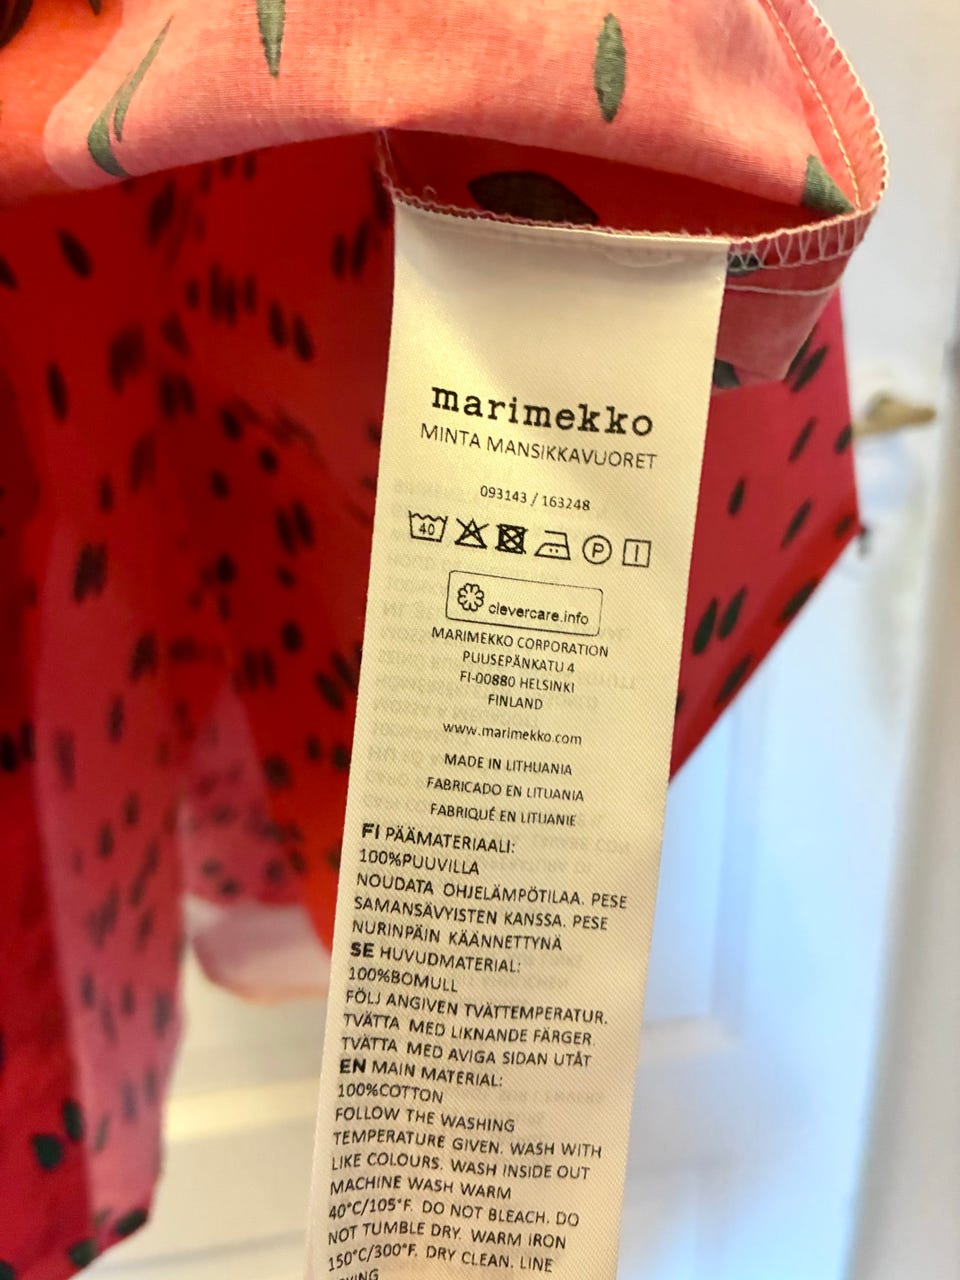 marimekko
MINTA MANSIKKAVUORET
093143 / 163248
40 P
clevercare.info
MARIMEKKO CORPORATION
PUUSEPÄNKATU 4
FI-00880 HELSINKI
FINLAND
www.marimekko.com
MADE IN LITHUANIA
FABRICADO EN LITUANIA
FABRIQUÉ EN LITUANIE
FI PÄÄMATERIAALI:
100%PUUVILLA
NOUDATA OHJELÄMPÖTILAA. PESE
SAMANSÄVYISTEN KANSSA. PESE
NURINPÄIN KÄÄNNETTYNÄ
SE HUVUDMATERIAL:
100%BOMULL
FÖLJ ANGIVEN TVÄTTEMPERATUR.
TVÄTTA MED LIKNANDE FÄRGER.
TVÄTTA MED AVIGA SIDAN UTÅT
EN MAIN MATERIAL:
100%COTTON
FOLLOW THE WASHING
TEMPERATURE GIVEN. WASH WITH
LIKE COLOURS. WASH INSIDE OUT
MACHINE WASH WARM
40°C/105°F. DO NOT BLEACH. DO
NOT TUMBLE DRY. WARM IRON
150°C/300°F. DRY CLEAN. LINE